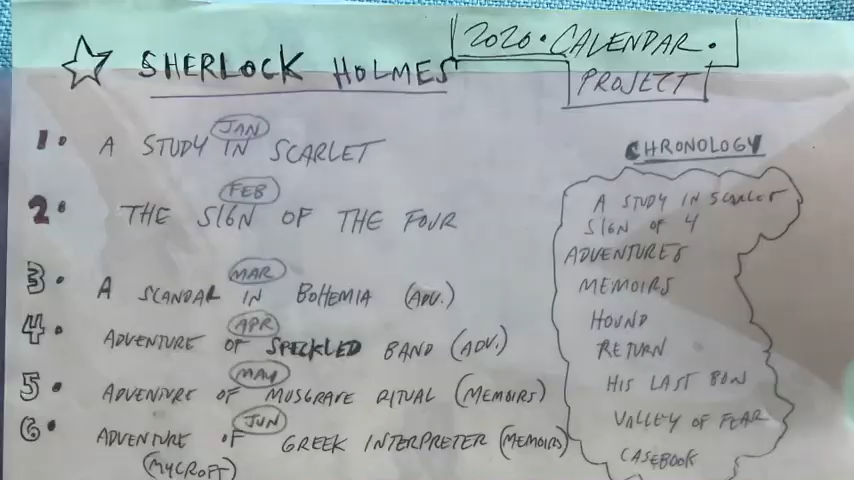 2020 • CALENDAR •
PROJECT
SHERLOCK HOLMES
JAN
1. A STUDY IN SCARLET
FEB
2. THE SIGN OF THE FOUR
MAR
3. A SCANDAL IN BOHEMIA (ADV.)
APR
4. ADVENTURE OF SPECKLED BAND (ADV.)
MAY
5. ADVENTURE OF MUSGRAVE RITUAL (MEMOIRS)
JUN
6. ADVENTURE OF GREEK INTERPRETER (MEMOIRS)
(MYCROFT)
CHRONOLOGY
A STUDY IN SCARLET
SIGN OF 4
ADVENTURES
MEMOIRS
HOUND
RETURN
HIS LAST BOW
VALLEY OF FEAR
CASEBOOK